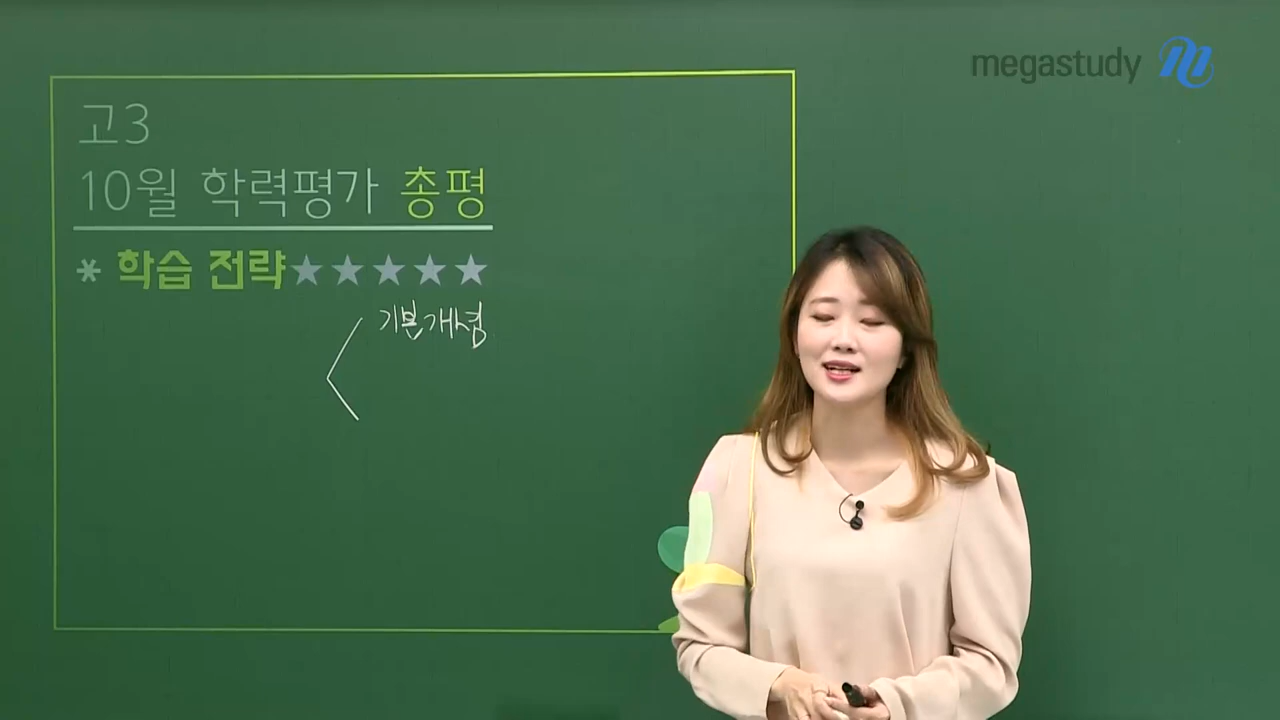 megastudy
고3
10월 학력평가 총평
* 학습 전략★★★★★
기본개념